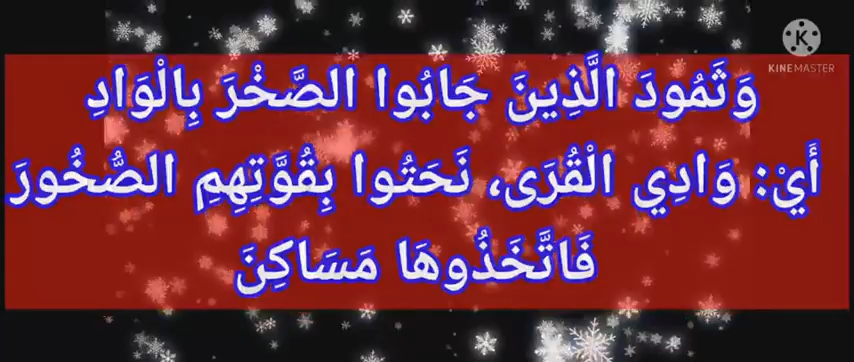 K
KINEMASTER
وَثَمُودَ الَّذِينَ جَابُوا الصَّخْرَ بِالْوَادِ
أَيْ: وَادِي الْقُرَى، نَحَتُوا بِقُوَّتِهِمِ الصُّخُورَ
فَاتَّخَذُوهَا مَسَاكِنَ